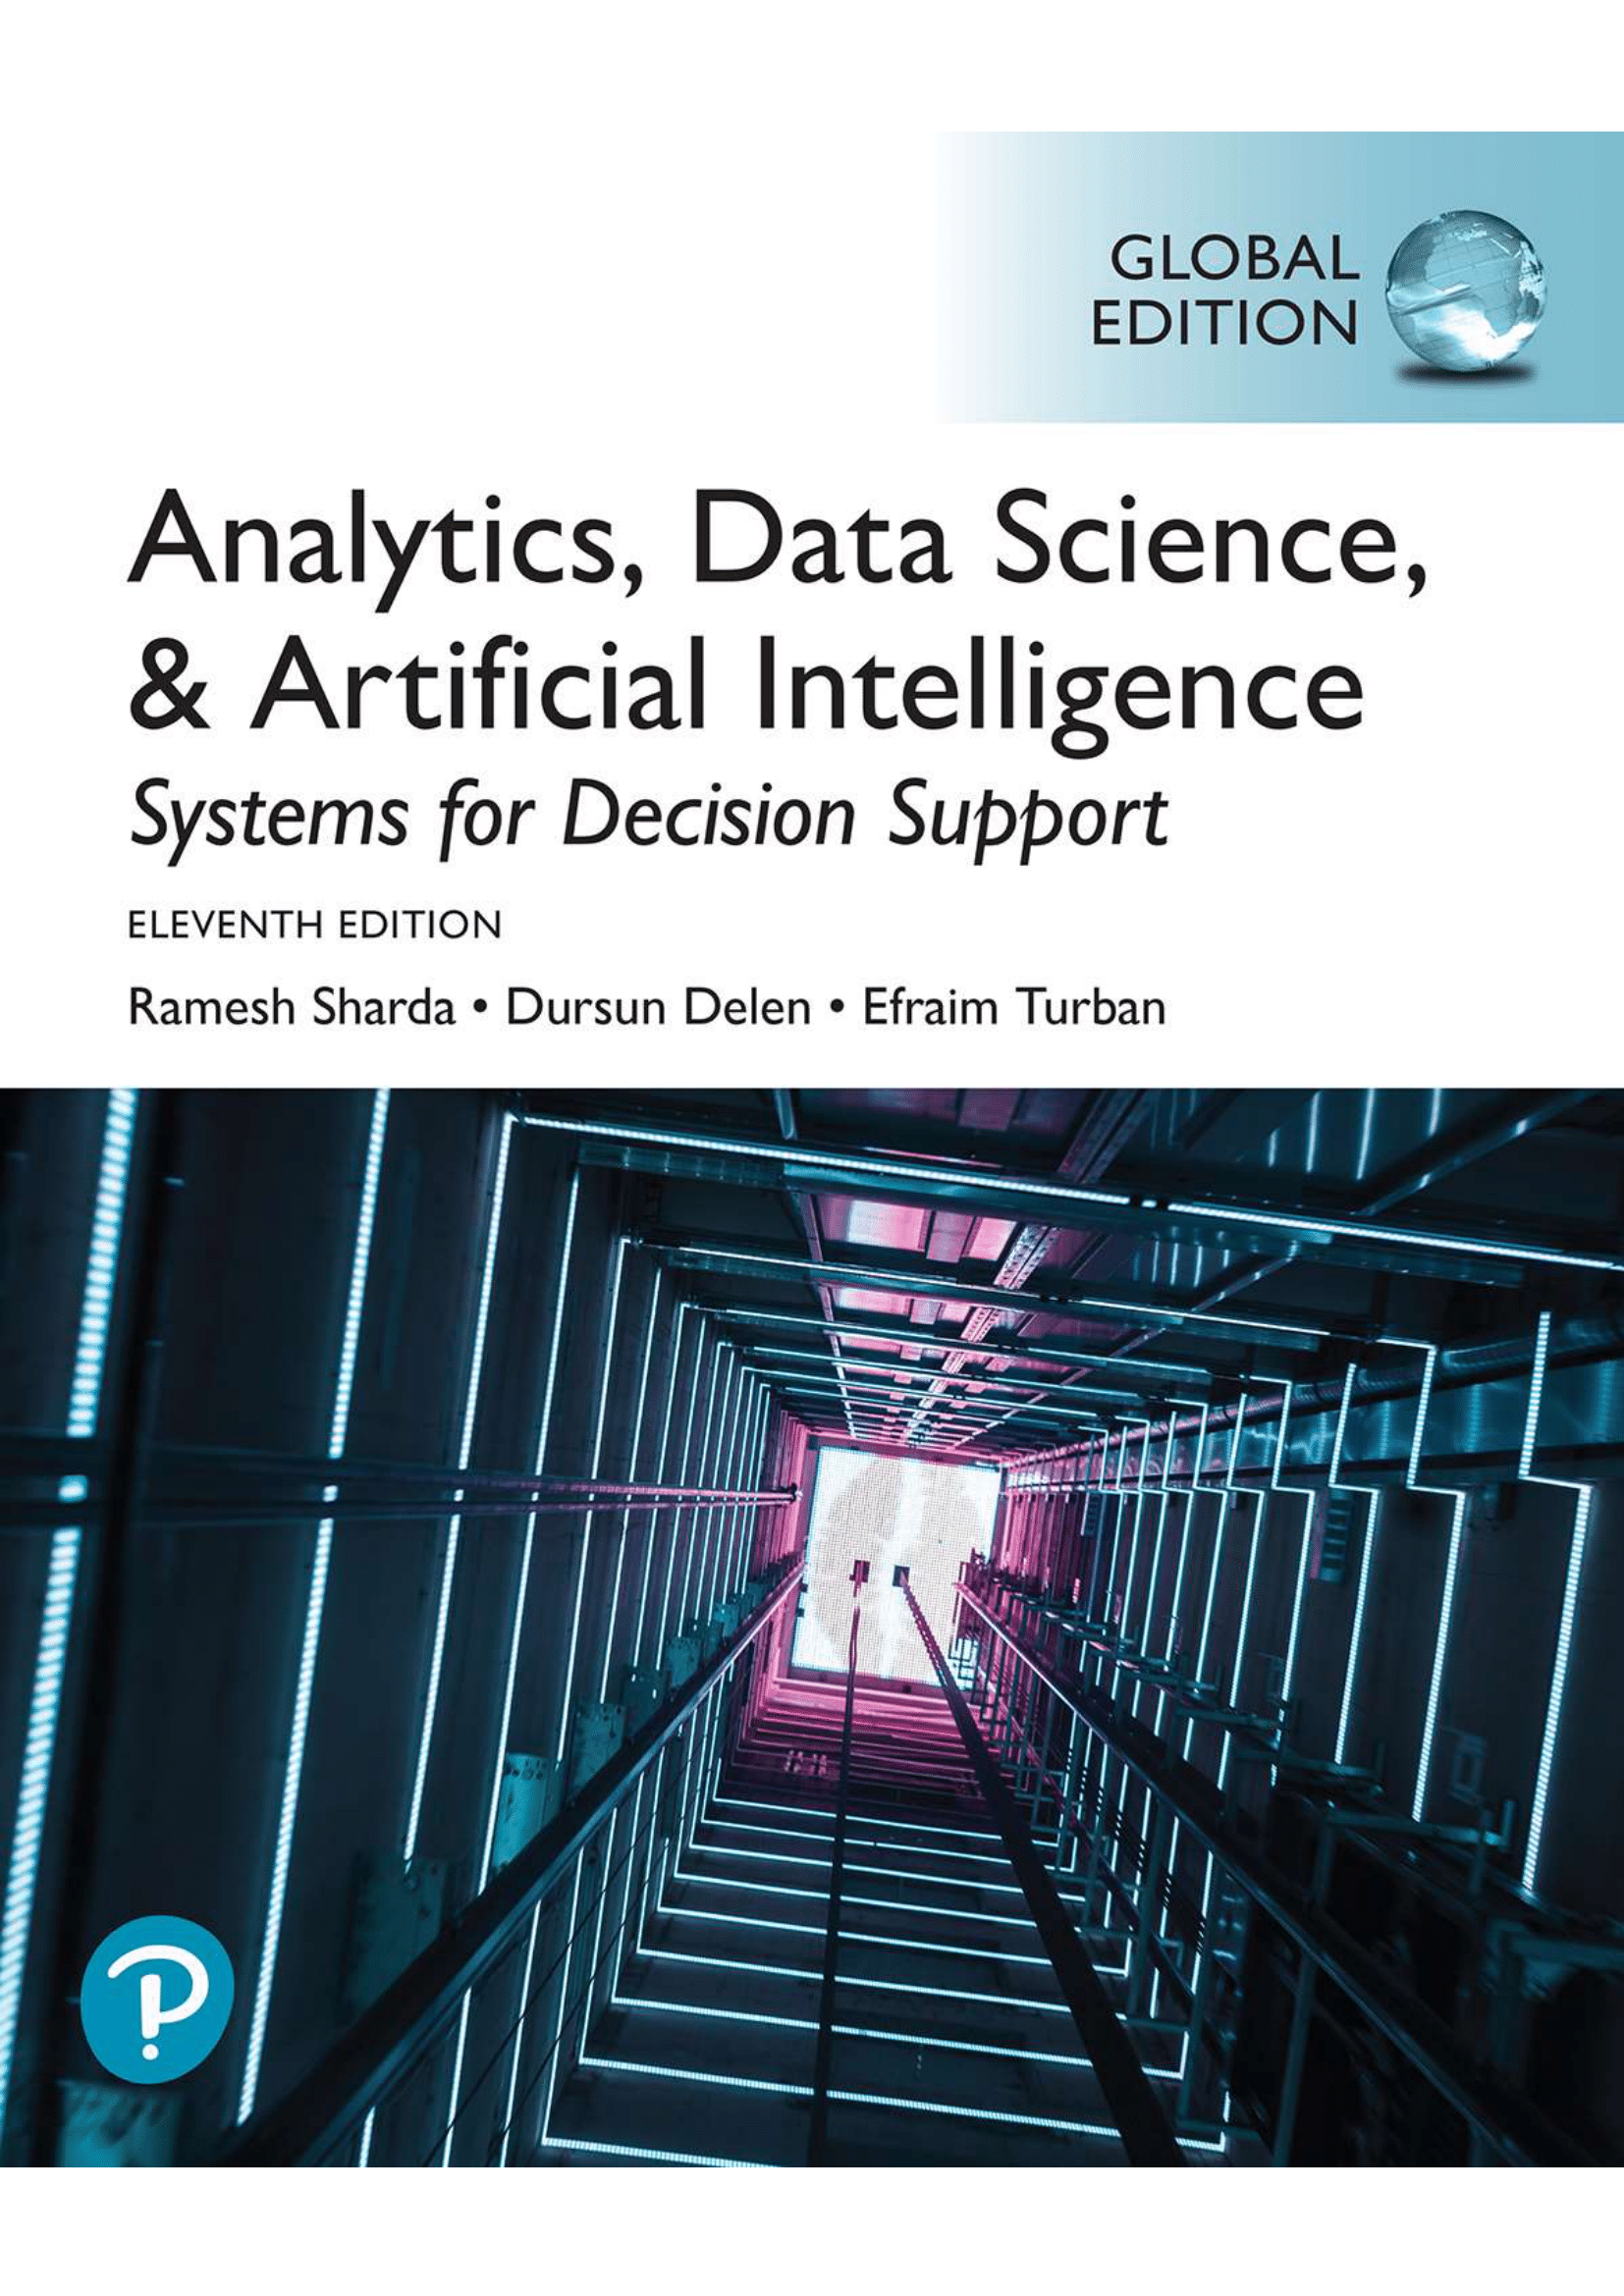 GLOBAL
EDITION
Analytics, Data Science,
& Artificial Intelligence
Systems for Decision Support
ELEVENTH EDITION
Ramesh Sharda • Dursun Delen • Efraim Turban
P